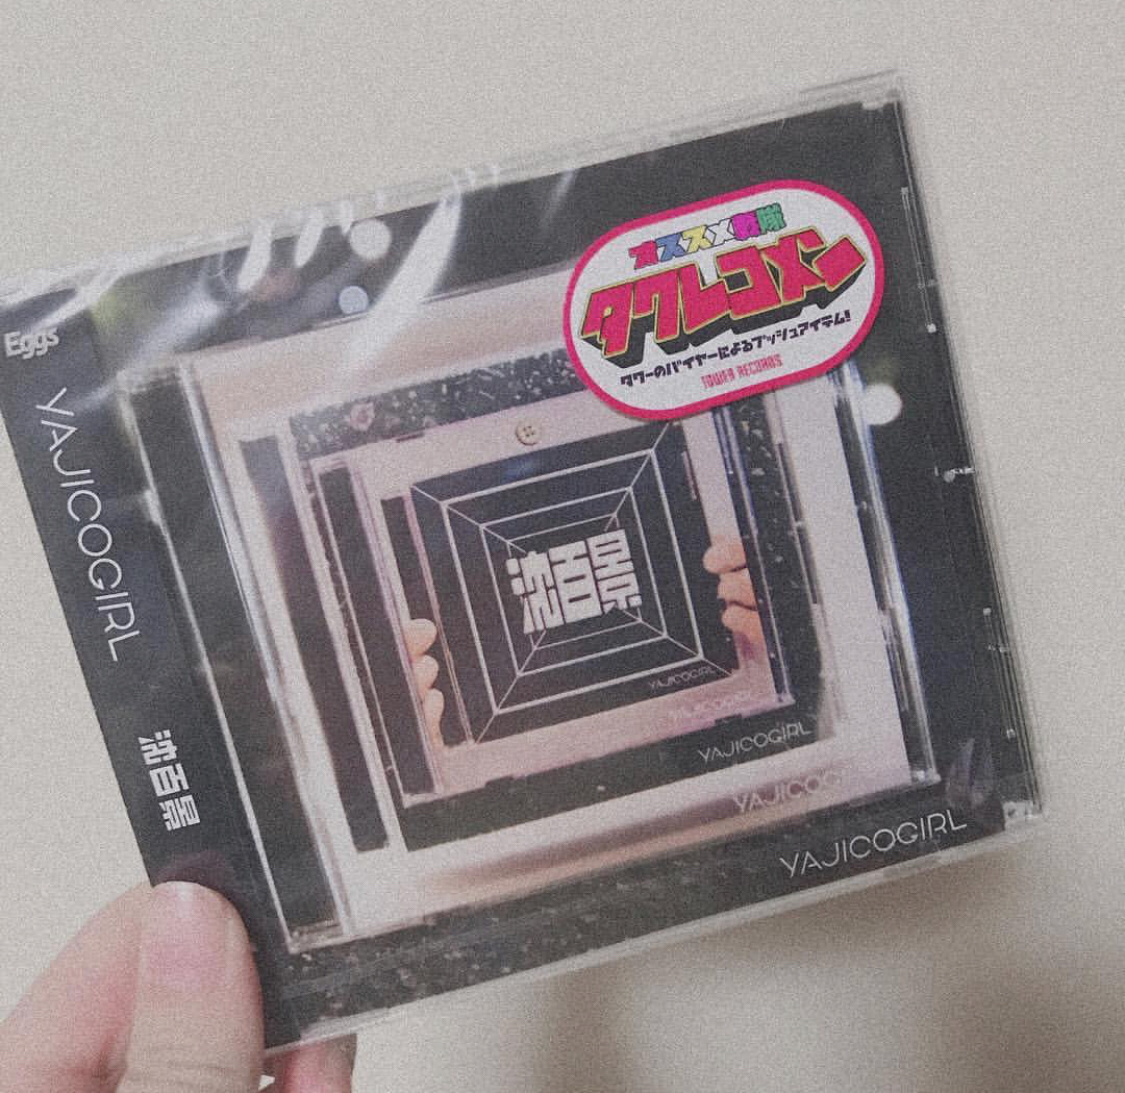 Eggs
YAJICOGIRL
沈百景
オススメ戦隊
タワレコメン
タワーのバイヤーによるプッシュアイテム!
TOWER RECORDS
沈百景
YAJICOGIRL
YAJICOGIRL
YAJICOGIRL